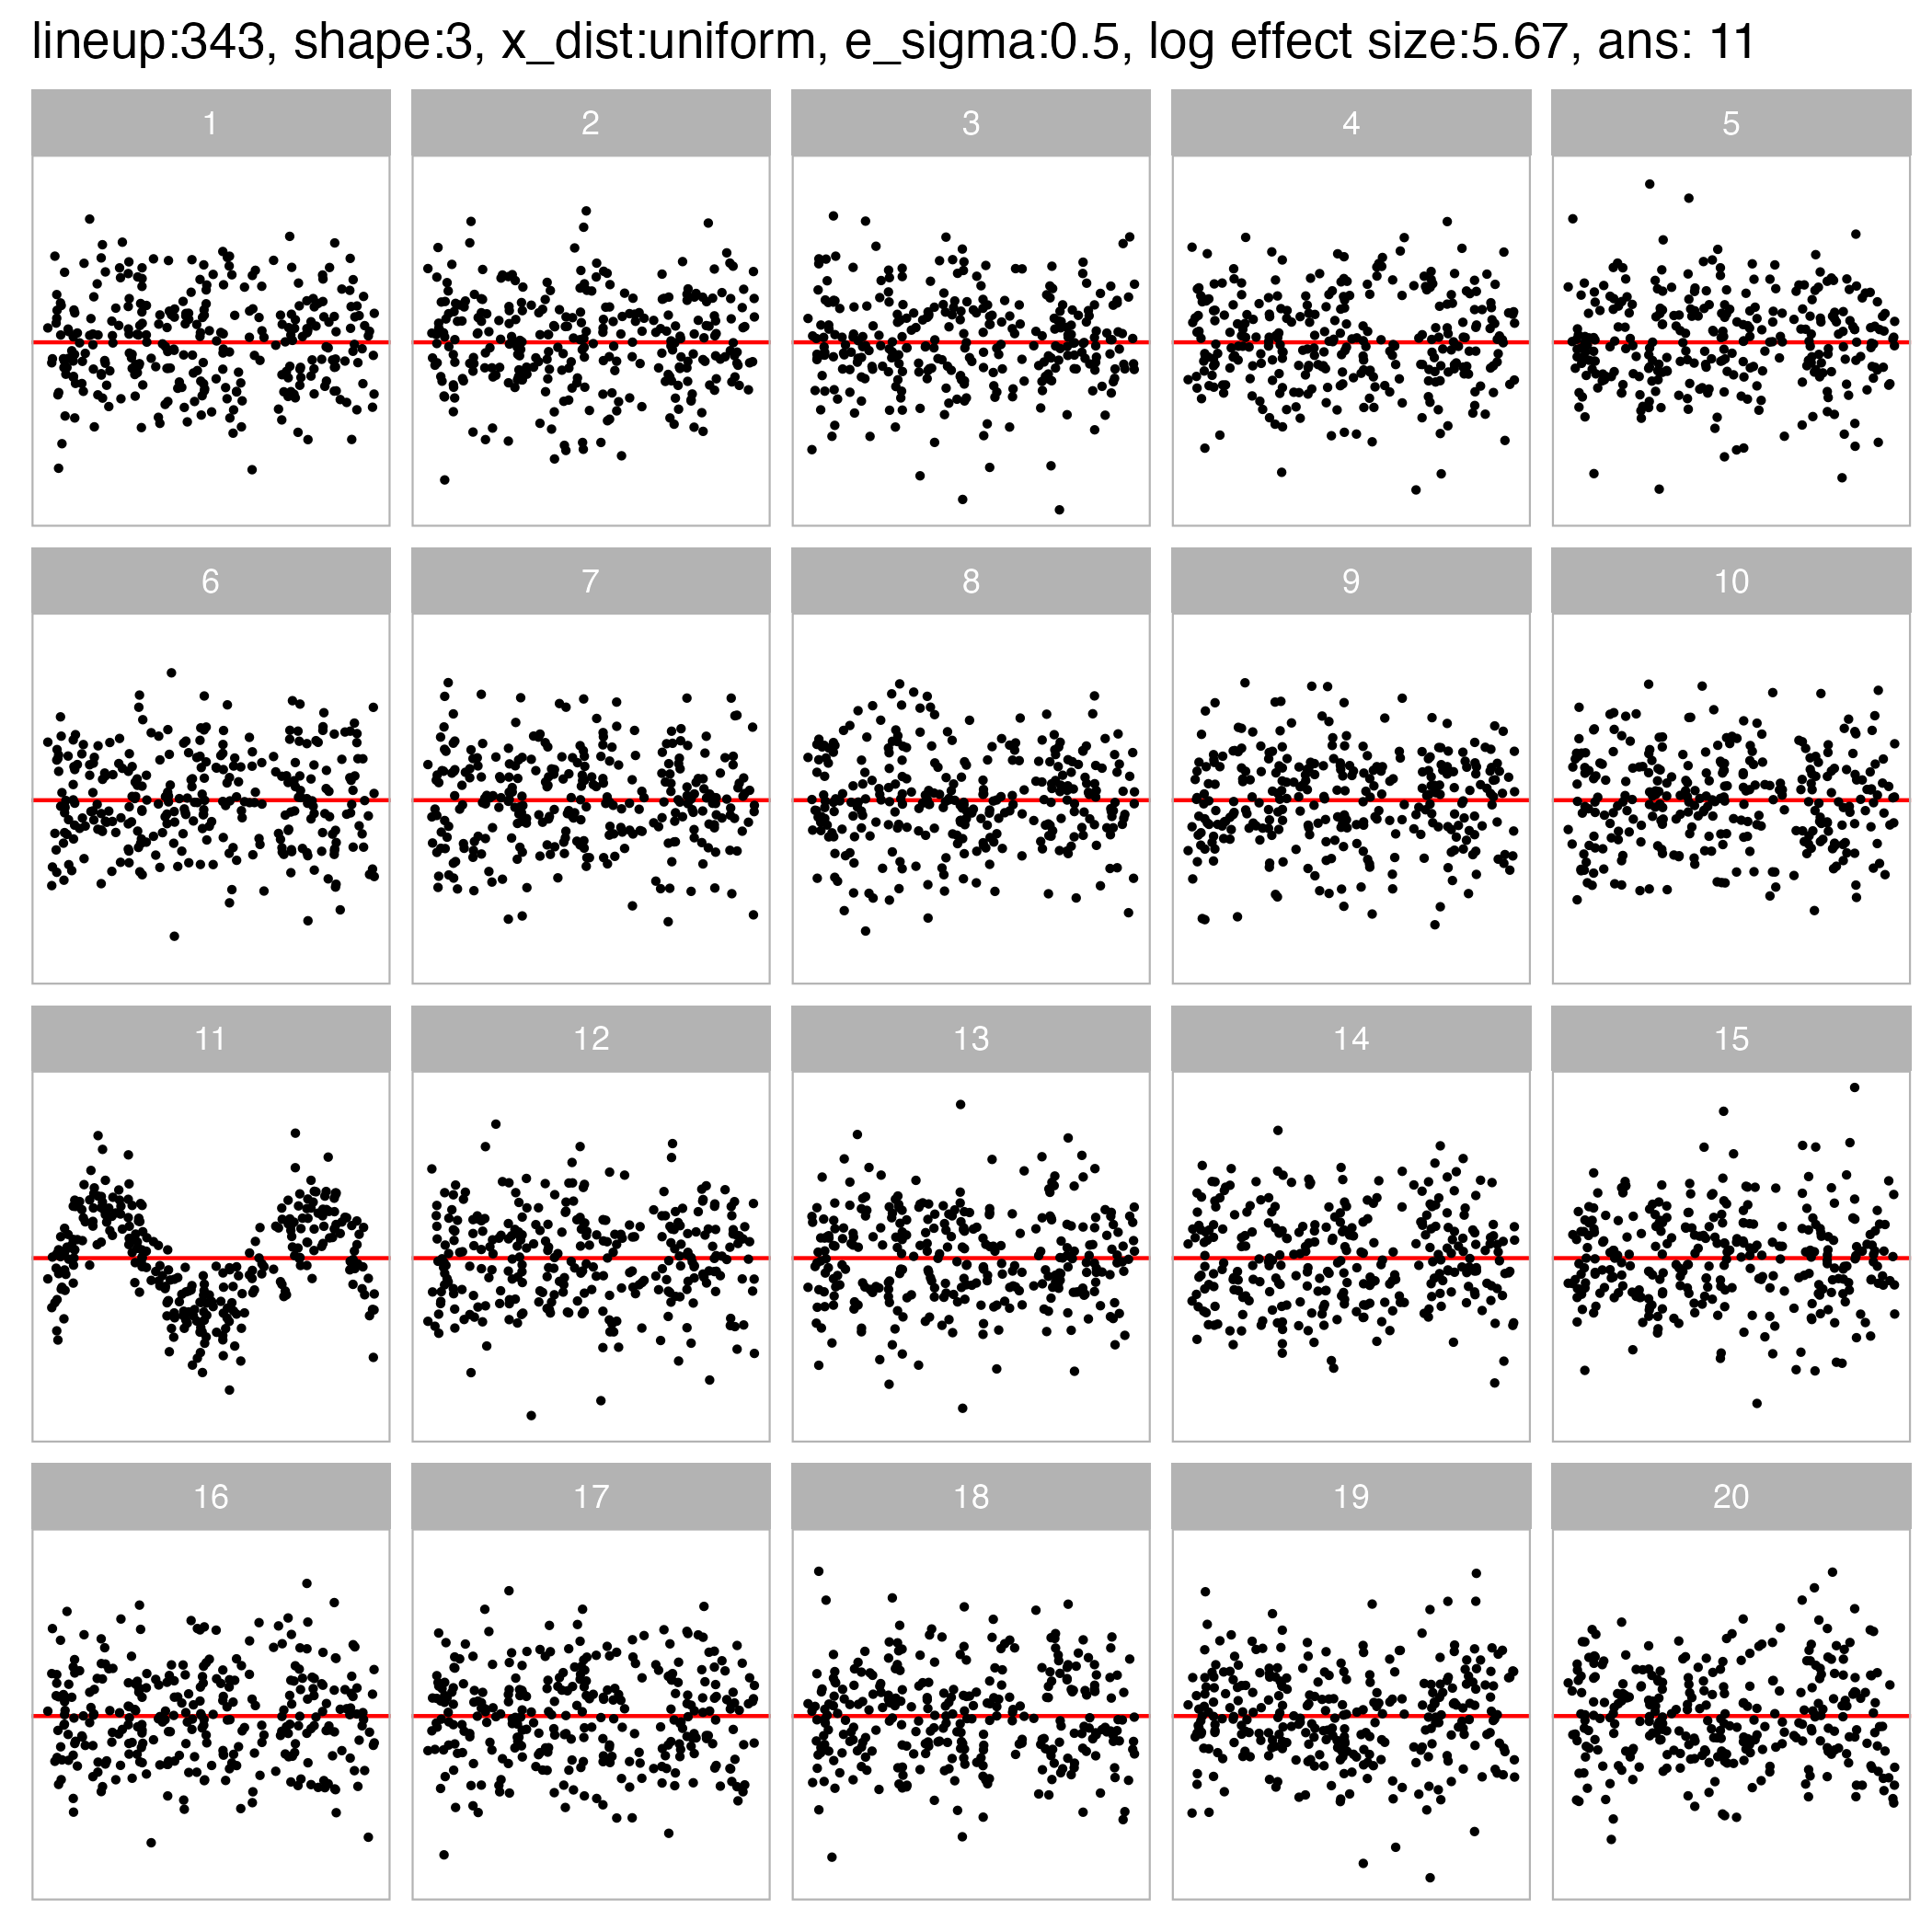 lineup:343, shape:3, x_dist:uniform, e_sigma:0.5, log effect size:5.67, ans: 11
1 2 3 4 5
6 7 8 9 10
11 12 13 14 15
16 17 18 19 20